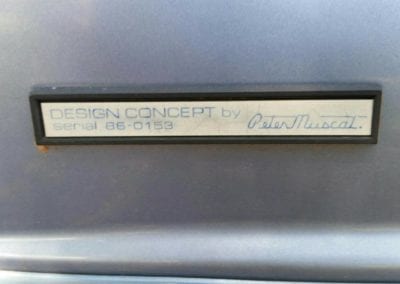 DESIGN CONCEPT by Peter Muscat.
serial 86-0153